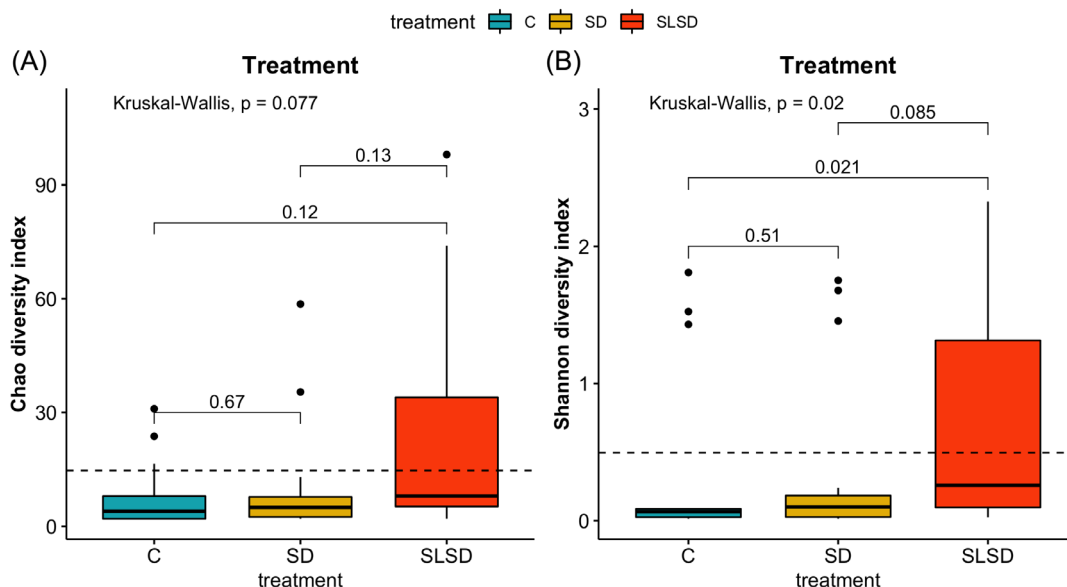 treatment C SD SLSD
(A) Treatment
Kruskal-Wallis, p = 0.077
0.13
0.12
0.67
90
60
30
0
Chao diversity index
C SD SLSD
treatment
(B) Treatment
Kruskal-Wallis, p = 0.02
0.085
0.021
0.51
3
2
1
0
Shannon diversity index
C SD SLSD
treatment